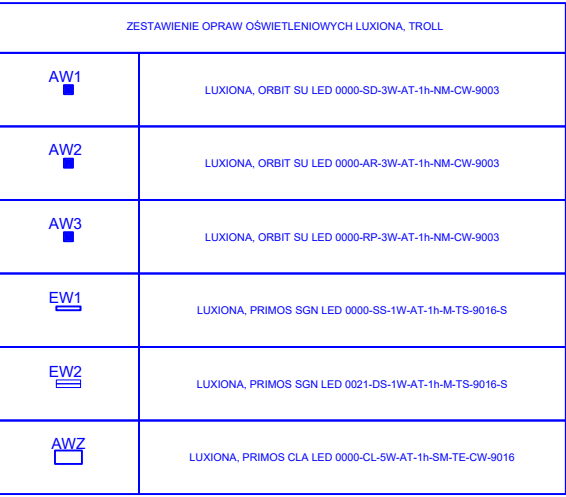 ZESTAWIENIE OPRAW OŚWIETLENIOWYCH LUXIONA, TROLL
AW1
LUXIONA, ORBIT SU LED 0000-SD-3W-AT-1h-NM-CW-9003
AW2
LUXIONA, ORBIT SU LED 0000-AR-3W-AT-1h-NM-CW-9003
AW3
LUXIONA, ORBIT SU LED 0000-RP-3W-AT-1h-NM-CW-9003
EW1
LUXIONA, PRIMOS SGN LED 0000-SS-1W-AT-1h-M-TS-9016-S
EW2
LUXIONA, PRIMOS SGN LED 0021-DS-1W-AT-1h-M-TS-9016-S
AWZ
LUXIONA, PRIMOS CLA LED 0000-CL-5W-AT-1h-SM-TE-CW-9016